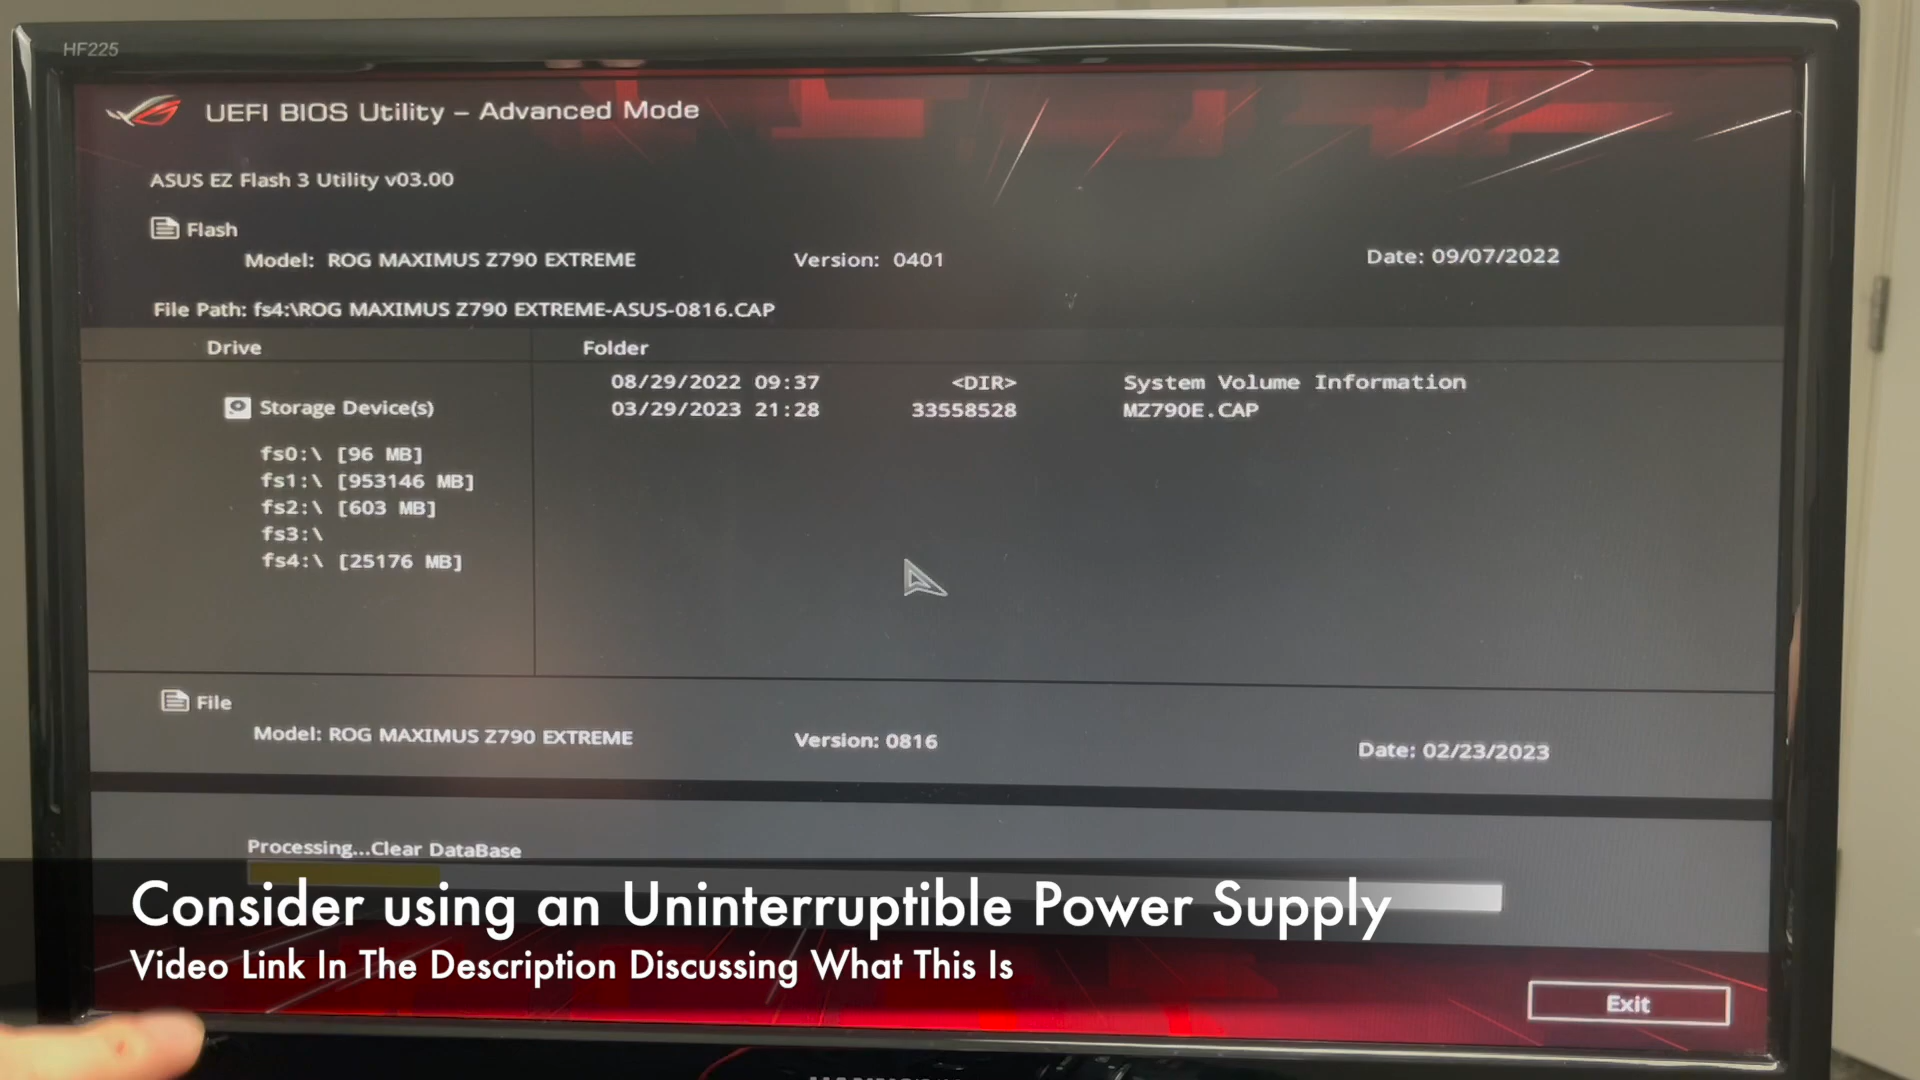 HF225
UEFI BIOS Utility – Advanced Mode
ASUS EZ Flash 3 Utility v03.00
Flash
Model: ROG MAXIMUS Z790 EXTREME Version: 0401 Date: 09/07/2022
File Path: fs4:\ROG MAXIMUS Z790 EXTREME-ASUS-0816.CAP
Drive Folder
08/29/2022 09:37 <DIR> System Volume Information
Storage Device(s) 03/29/2023 21:28 33558528 MZ790E.CAP
fs0:\ [96 MB]
fs1:\ [953146 MB]
fs2:\ [603 MB]
fs3:\
fs4:\ [25176 MB]
File
Model: ROG MAXIMUS Z790 EXTREME Version: 0816 Date: 02/23/2023
Processing...Clear DataBase
Consider using an Uninterruptible Power Supply
Video Link In The Description Discussing What This Is
Exit